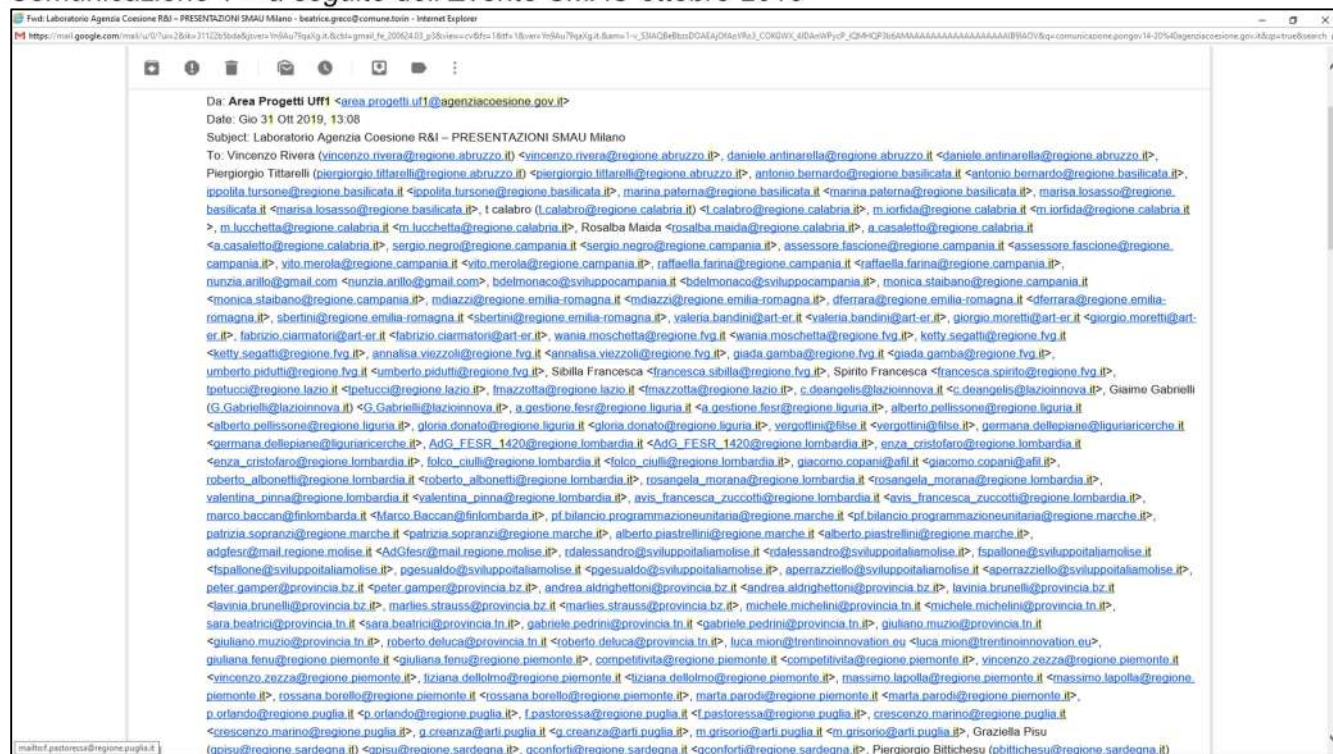 Fwd: Laboratorio Agenzia Coesione R&I – PRESENTAZIONI SMAU Milano - beatrice.greco@comune.torin - Internet Explorer
Da: Area Progetti Uff1 <area.progetti.uf1@agenziacoesione.gov.it>
Date: Gio 31 Ott 2019, 13:08
Subject: Laboratorio Agenzia Coesione R&I – PRESENTAZIONI SMAU Milano
To: Vincenzo Rivera (vincenzo.rivera@regione.abruzzo.it) <vincenzo.rivera@regione.abruzzo.it>, daniele.antinarella@regione.abruzzo.it <daniele.antinarella@regione.abruzzo.it>,
Piergiorgio Tittarelli (piergiorgio.tittarelli@regione.abruzzo.it) <piergiorgio.tittarelli@regione.abruzzo.it>, antonio.bernardo@regione.basilicata.it <antonio.bernardo@regione.basilicata.it>,
ippolita.tursone@regione.basilicata.it <ippolita.tursone@regione.basilicata.it>, marina.paterna@regione.basilicata.it <marina.paterna@regione.basilicata.it>, marisa.losasso@regione.
basilicata.it <marisa.losasso@regione.basilicata.it>, t calabro (t.calabro@regione.calabria.it) <t.calabro@regione.calabria.it>, m.iorfida@regione.calabria.it <m.iorfida@regione.calabria.it
>, m.lucchetta@regione.calabria.it <m.lucchetta@regione.calabria.it>, Rosalba Maida <rosalba.maida@regione.calabria.it>, a.casaletto@regione.calabria.it
<a.casaletto@regione.calabria.it>, sergio.negro@regione.campania.it <sergio.negro@regione.campania.it>, assessore.fascione@regione.campania.it <assessore.fascione@regione.
campania.it>, vito.merola@regione.campania.it <vito.merola@regione.campania.it>, raffaella.farina@regione.campania.it <raffaella.farina@regione.campania.it>,
nunzia.arillo@gmail.com <nunzia.arillo@gmail.com>, bdelmonaco@sviluppocampania.it <bdelmonaco@sviluppocampania.it>, monica.staibano@regione.campania.it
<monica.staibano@regione.campania.it>, mdiazzi@regione.emilia-romagna.it <mdiazzi@regione.emilia-romagna.it>, dferrara@regione.emilia-romagna.it <dferrara@regione.emilia-
romagna.it>, sbertini@regione.emilia-romagna.it <sbertini@regione.emilia-romagna.it>, valeria.bandini@art-er.it <valeria.bandini@art-er.it>, giorgio.moretti@art-er.it <giorgio.moretti@art-
er.it>, fabrizio.ciarmatori@art-er.it <fabrizio.ciarmatori@art-er.it>, wania.moschetta@regione.fvg.it <wania.moschetta@regione.fvg.it>, ketty.segatti@regione.fvg.it
<ketty.segatti@regione.fvg.it>, annalisa.viezzoli@regione.fvg.it <annalisa.viezzoli@regione.fvg.it>, giada.gamba@regione.fvg.it <giada.gamba@regione.fvg.it>,
umberto.pidutti@regione.fvg.it <umberto.pidutti@regione.fvg.it>, Sibilla Francesca <francesca.sibilla@regione.fvg.it>, Spirito Francesca <francesca.spirito@regione.fvg.it>,
tpetucci@regione.lazio.it <tpetucci@regione.lazio.it>, fmazzotta@regione.lazio.it <fmazzotta@regione.lazio.it>, c.deangelis@lazioinnova.it <c.deangelis@lazioinnova.it>, Giaime Gabrielli
(G.Gabrielli@lazioinnova.it) <G.Gabrielli@lazioinnova.it>, a.gestione.fesr@regione.liguria.it <a.gestione.fesr@regione.liguria.it>, alberto.pellissone@regione.liguria.it
<alberto.pellissone@regione.liguria.it>, gloria.donato@regione.liguria.it <gloria.donato@regione.liguria.it>, vergottini@filse.it <vergottini@filse.it>, germana.dellepiane@liguriaricerche.it
<germana.dellepiane@liguriaricerche.it>, AdG_FESR_1420@regione.lombardia.it <AdG_FESR_1420@regione.lombardia.it>, enza_cristofaro@regione.lombardia.it
<enza_cristofaro@regione.lombardia.it>, folco_ciulli@regione.lombardia.it <folco_ciulli@regione.lombardia.it>, giacomo.copani@afil.it <giacomo.copani@afil.it>,
roberto_albonetti@regione.lombardia.it <roberto_albonetti@regione.lombardia.it>, rosangela_morana@regione.lombardia.it <rosangela_morana@regione.lombardia.it>,
valentina_pinna@regione.lombardia.it <valentina_pinna@regione.lombardia.it>, avis_francesca_zuccotti@regione.lombardia.it <avis_francesca_zuccotti@regione.lombardia.it>,
marco.baccan@finlombarda.it <Marco.Baccan@finlombarda.it>, pf.bilancio.programmazioneunitaria@regione.marche.it <pf.bilancio.programmazioneunitaria@regione.marche.it>,
patrizia.sopranzi@regione.marche.it <patrizia.sopranzi@regione.marche.it>, alberto.piastrellini@regione.marche.it <alberto.piastrellini@regione.marche.it>,
adgfesr@mail.regione.molise.it <AdGfesr@mail.regione.molise.it>, rdalessandro@sviluppoitaliamolise.it <rdalessandro@sviluppoitaliamolise.it>, fspallone@sviluppoitaliamolise.it
<fspallone@sviluppoitaliamolise.it>, pgesualdo@sviluppoitaliamolise.it <pgesualdo@sviluppoitaliamolise.it>, aperrazziello@sviluppoitaliamolise.it <aperrazziello@sviluppoitaliamolise.it>,
peter.gamper@provincia.bz.it <peter.gamper@provincia.bz.it>, andrea.aldrighettoni@provincia.bz.it <andrea.aldrighettoni@provincia.bz.it>, lavinia.brunelli@provincia.bz.it
<lavinia.brunelli@provincia.bz.it>, marlies.strauss@provincia.bz.it <marlies.strauss@provincia.bz.it>, michele.michelini@provincia.tn.it <michele.michelini@provincia.tn.it>,
sara.beatrici@provincia.tn.it <sara.beatrici@provincia.tn.it>, gabriele.pedrini@provincia.tn.it <gabriele.pedrini@provincia.tn.it>, giuliano.muzio@provincia.tn.it
<giuliano.muzio@provincia.tn.it>, roberto.deluca@provincia.tn.it <roberto.deluca@provincia.tn.it>, luca.mion@trentinoinnovation.eu <luca.mion@trentinoinnovation.eu>,
giuliana.fenu@regione.piemonte.it <giuliana.fenu@regione.piemonte.it>, competitivita@regione.piemonte.it <competitivita@regione.piemonte.it>, vincenzo.zezza@regione.piemonte.it
<vincenzo.zezza@regione.piemonte.it>, tiziana.dellolmo@regione.piemonte.it <tiziana.dellolmo@regione.piemonte.it>, massimo.lapolla@regione.piemonte.it <massimo.lapolla@regione.
piemonte.it>, rossana.borello@regione.piemonte.it <rossana.borello@regione.piemonte.it>, marta.parodi@regione.piemonte.it <marta.parodi@regione.piemonte.it>,
p.orlando@regione.puglia.it <p.orlando@regione.puglia.it>, f.pastoressa@regione.puglia.it <f.pastoressa@regione.puglia.it>, crescenzo.marino@regione.puglia.it
<crescenzo.marino@regione.puglia.it>, g.creanza@arti.puglia.it <g.creanza@arti.puglia.it>, m.grisorio@arti.puglia.it <m.grisorio@arti.puglia.it>, Graziella Pisu
(gpisu@regione.sardegna.it) <gpisu@regione.sardegna.it>, gconforti@regione.sardegna.it <gconforti@regione.sardegna.it>, Piergiorgio Bittichesu (pbittichesu@regione.sardegna.it)
mailto:f.pastoressa@regione.puglia.it